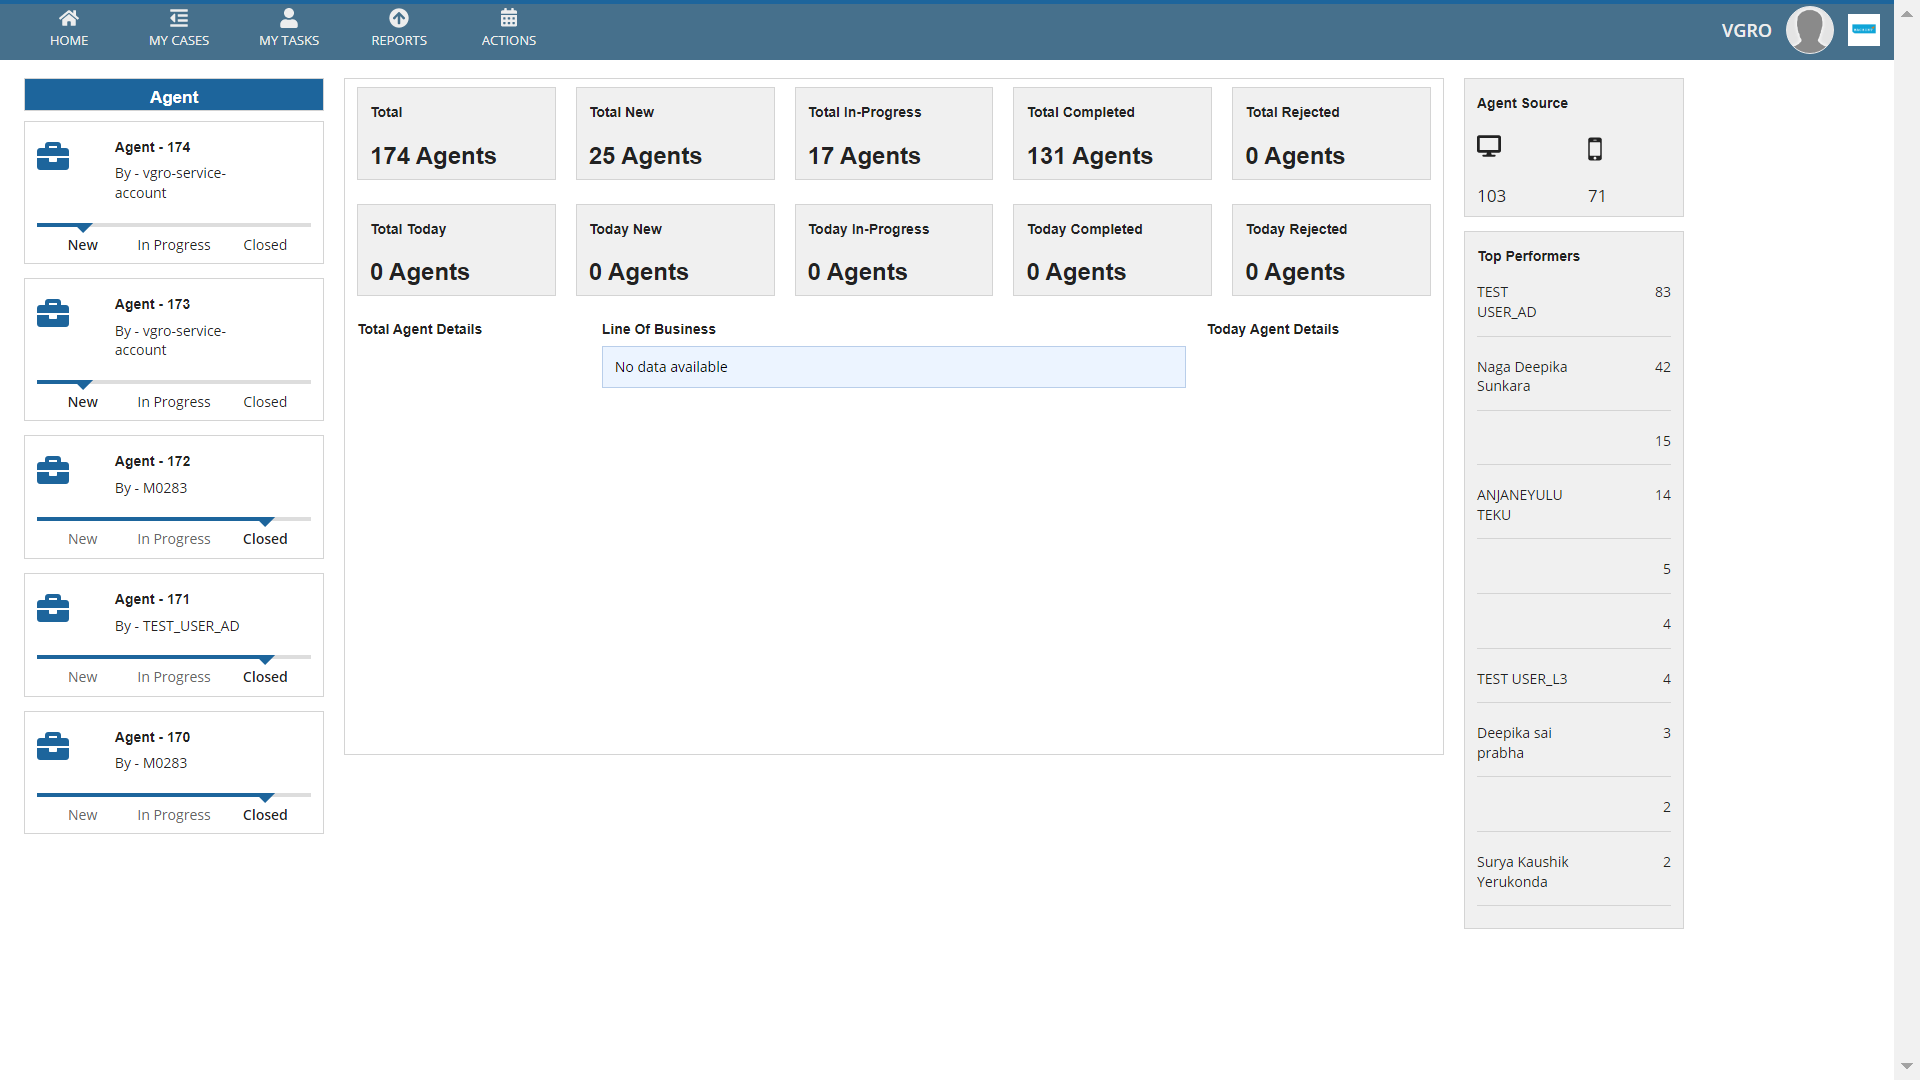 HOME
MY CASES
MY TASKS
REPORTS
ACTIONS
VGRO
Agent
Agent - 174
By - vgro-service-
account
New
In Progress
Closed
Agent - 173
By - vgro-service-
account
New
In Progress
Closed
Agent - 172
By - M0283
New
In Progress
Closed
Agent - 171
By - TEST_USER_AD
New
In Progress
Closed
Agent - 170
By - M0283
New
In Progress
Closed
Total
174 Agents
Total New
25 Agents
Total In-Progress
17 Agents
Total Completed
131 Agents
Total Rejected
0 Agents
Total Today
0 Agents
Today New
0 Agents
Today In-Progress
0 Agents
Today Completed
0 Agents
Today Rejected
0 Agents
Total Agent Details
Line Of Business
No data available
Today Agent Details
Agent Source
103
71
Top Performers
TEST
USER_AD
83
Naga Deepika
Sunkara
42
15
ANJANEYULU
TEKU
14
5
4
TEST USER_L3
4
Deepika sai
prabha
3
2
Surya Kaushik
Yerukonda
2